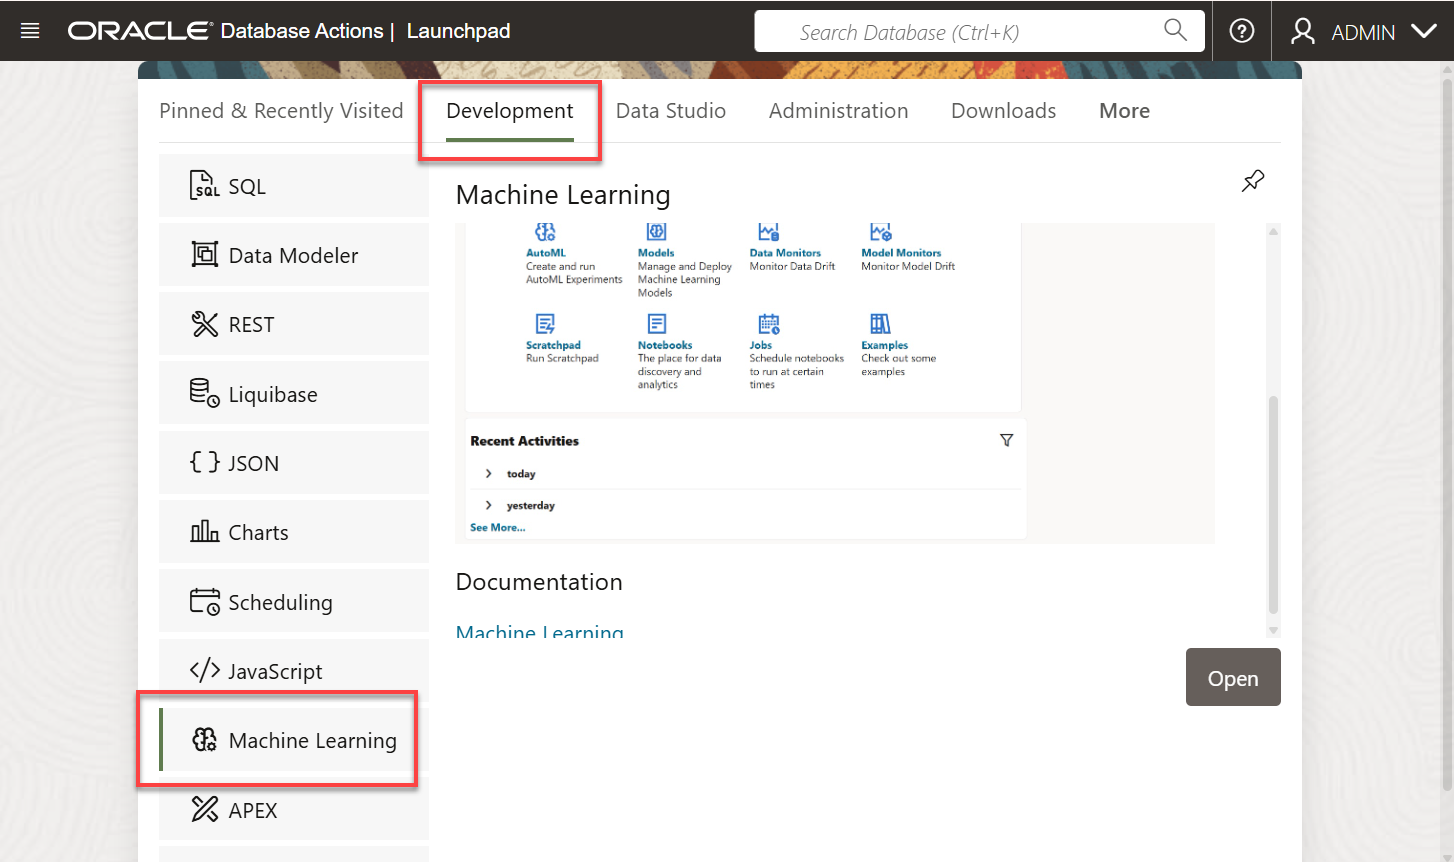 ORACLE Database Actions | Launchpad
Search Database (Ctrl+K)
ADMIN
Pinned & Recently Visited
Development
Data Studio
Administration
Downloads
More
SQL
Data Modeler
REST
Liquibase
JSON
Charts
Scheduling
JavaScript
Machine Learning
APEX
Machine Learning
AutoML
Create and run
AutoML Experiments
Models
Manage and Deploy
Machine Learning
Models
Data Monitors
Monitor Data Drift
Model Monitors
Monitor Model Drift
Scratchpad
Run Scratchpad
Notebooks
The place for data
discovery and
analytics
Jobs
Schedule notebooks
to run at certain
times
Examples
Check out some
examples
Recent Activities
today
yesterday
See More...
Documentation
Machine Learning
Open